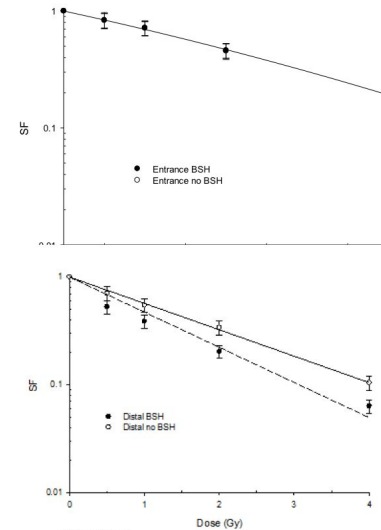 1
SF
0.1
Entrance BSH
Entrance no BSH
0.01
1
SF
0.1
Distal BSH
Distal no BSH
0.01
0 1 2 3 4
Dose (Gy)